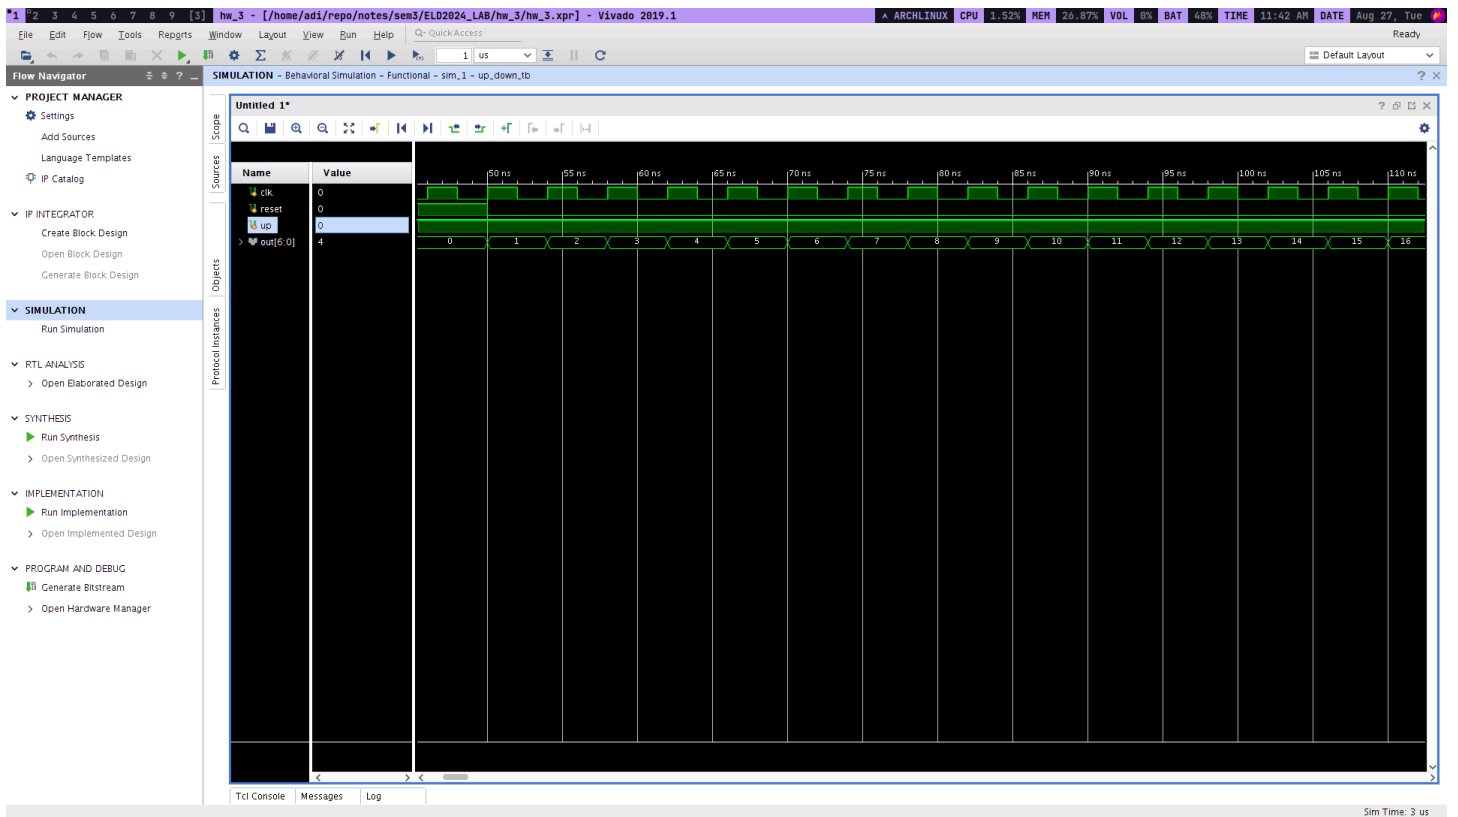 1 2 3 4 5 6 7 8 9 [3] hw_3 - [/home/adi/repo/notes/sem3/ELD2024_LAB/hw_3/hw_3.xpr] - Vivado 2019.1 ARCHLINUX CPU 1.52% MEM 26.87% VOL 0% BAT 48% TIME 11:42 AM DATE Aug 27, Tue
File Edit Flow Tools Reports Window Layout View Run Help Q- Quick Access Ready
1 us Default Layout
Flow Navigator
SIMULATION - Behavioral Simulation - Functional - sim_1 - up_down_tb
PROJECT MANAGER
Settings
Add Sources
Language Templates
IP Catalog
IP INTEGRATOR
Create Block Design
Open Block Design
Generate Block Design
SIMULATION
Run Simulation
RTL ANALYSIS
Open Elaborated Design
SYNTHESIS
Run Synthesis
Open Synthesized Design
IMPLEMENTATION
Run Implementation
Open Implemented Design
PROGRAM AND DEBUG
Generate Bitstream
Open Hardware Manager
Scope
Sources
Objects
Protocol Instances
Untitled 1*
Name Value
50 ns 55 ns 60 ns 65 ns 70 ns 75 ns 80 ns 85 ns 90 ns 95 ns 100 ns 105 ns 110 ns
clk 0
reset 0
up 0
out[6:0] 4 0 1 2 3 4 5 6 7 8 9 10 11 12 13 14 15 16
Tcl Console Messages Log
Sim Time: 3 us